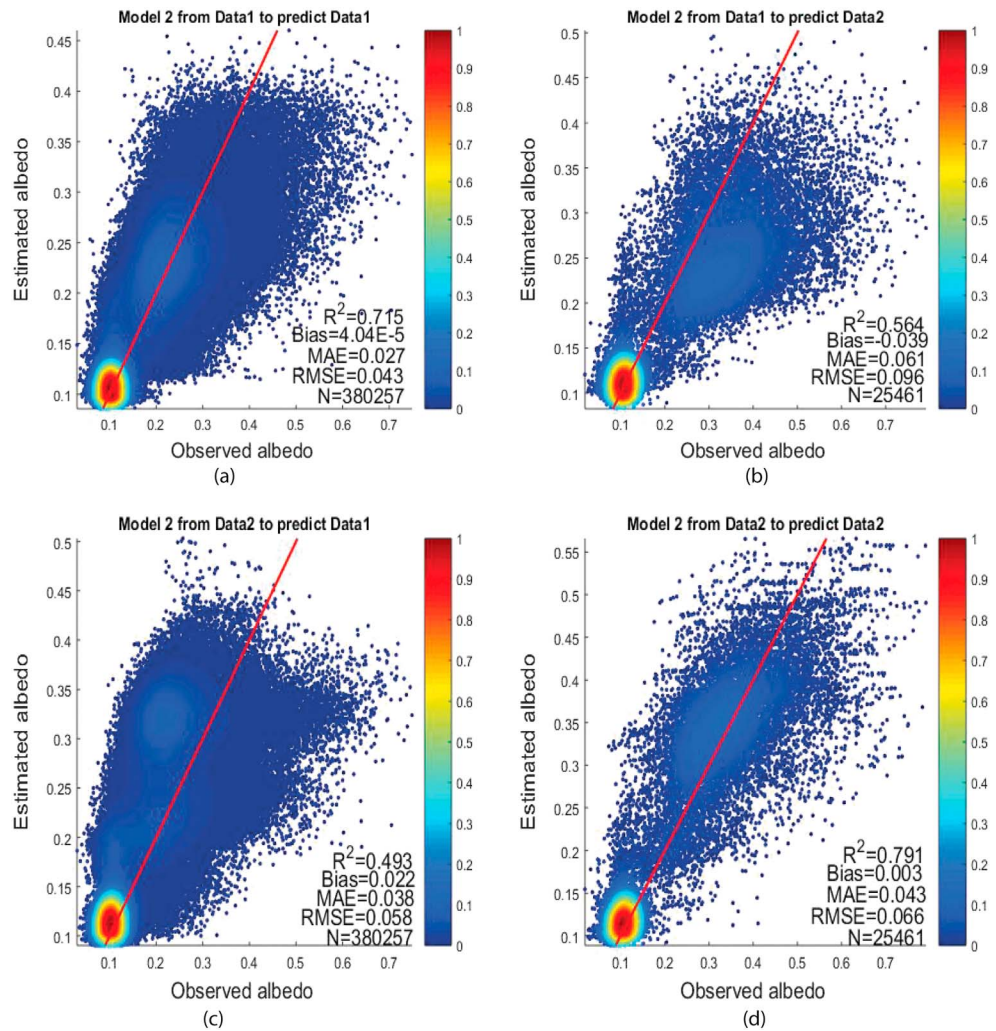 Model 2 from Data1 to predict Data1
0.45
0.4
0.35
0.3
0.25
0.2
0.15
0.1
Estimated albedo
0.1 0.2 0.3 0.4 0.5 0.6 0.7
Observed albedo
R²=0.715
Bias=4.04E-5
MAE=0.027
RMSE=0.043
N=380257
1
0.9
0.8
0.7
0.6
0.5
0.4
0.3
0.2
0.1
0
(a)
Model 2 from Data1 to predict Data2
0.5
0.45
0.4
0.35
0.3
0.25
0.2
0.15
0.1
Estimated albedo
0.1 0.2 0.3 0.4 0.5 0.6 0.7
Observed albedo
R²=0.564
Bias=-0.039
MAE=0.061
RMSE=0.096
N=25461
1
0.9
0.8
0.7
0.6
0.5
0.4
0.3
0.2
0.1
0
(b)
Model 2 from Data2 to predict Data1
0.5
0.45
0.4
0.35
0.3
0.25
0.2
0.15
0.1
Estimated albedo
0.1 0.2 0.3 0.4 0.5 0.6 0.7
Observed albedo
R²=0.493
Bias=0.022
MAE=0.038
RMSE=0.058
N=380257
1
0.9
0.8
0.7
0.6
0.5
0.4
0.3
0.2
0.1
0
(c)
Model 2 from Data2 to predict Data2
0.55
0.5
0.45
0.4
0.35
0.3
0.25
0.2
0.15
0.1
Estimated albedo
0.1 0.2 0.3 0.4 0.5 0.6 0.7
Observed albedo
R²=0.791
Bias=0.003
MAE=0.043
RMSE=0.066
N=25461
1
0.9
0.8
0.7
0.6
0.5
0.4
0.3
0.2
0.1
0
(d)